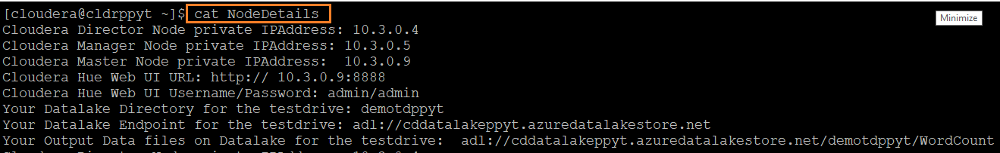 [cloudera@cldrppyt ~]$ cat NodeDetails
Minimize
Cloudera Director Node private IPAddress: 10.3.0.4
Cloudera Manager Node private IPAddress: 10.3.0.5
Cloudera Master Node private IPAddress:  10.3.0.9
Cloudera Hue Web UI URL: http:// 10.3.0.9:8888
Cloudera Hue Web UI Username/Password: admin/admin
Your Datalake Directory for the testdrive: demotdppyt
Your Datalake Endpoint for the testdrive: adl://cddatalakeppyt.azuredatalakestore.net
Your Output Data files on Datalake for the testdrive:  adl://cddatalakeppyt.azuredatalakestore.net/demotdppyt/WordCount